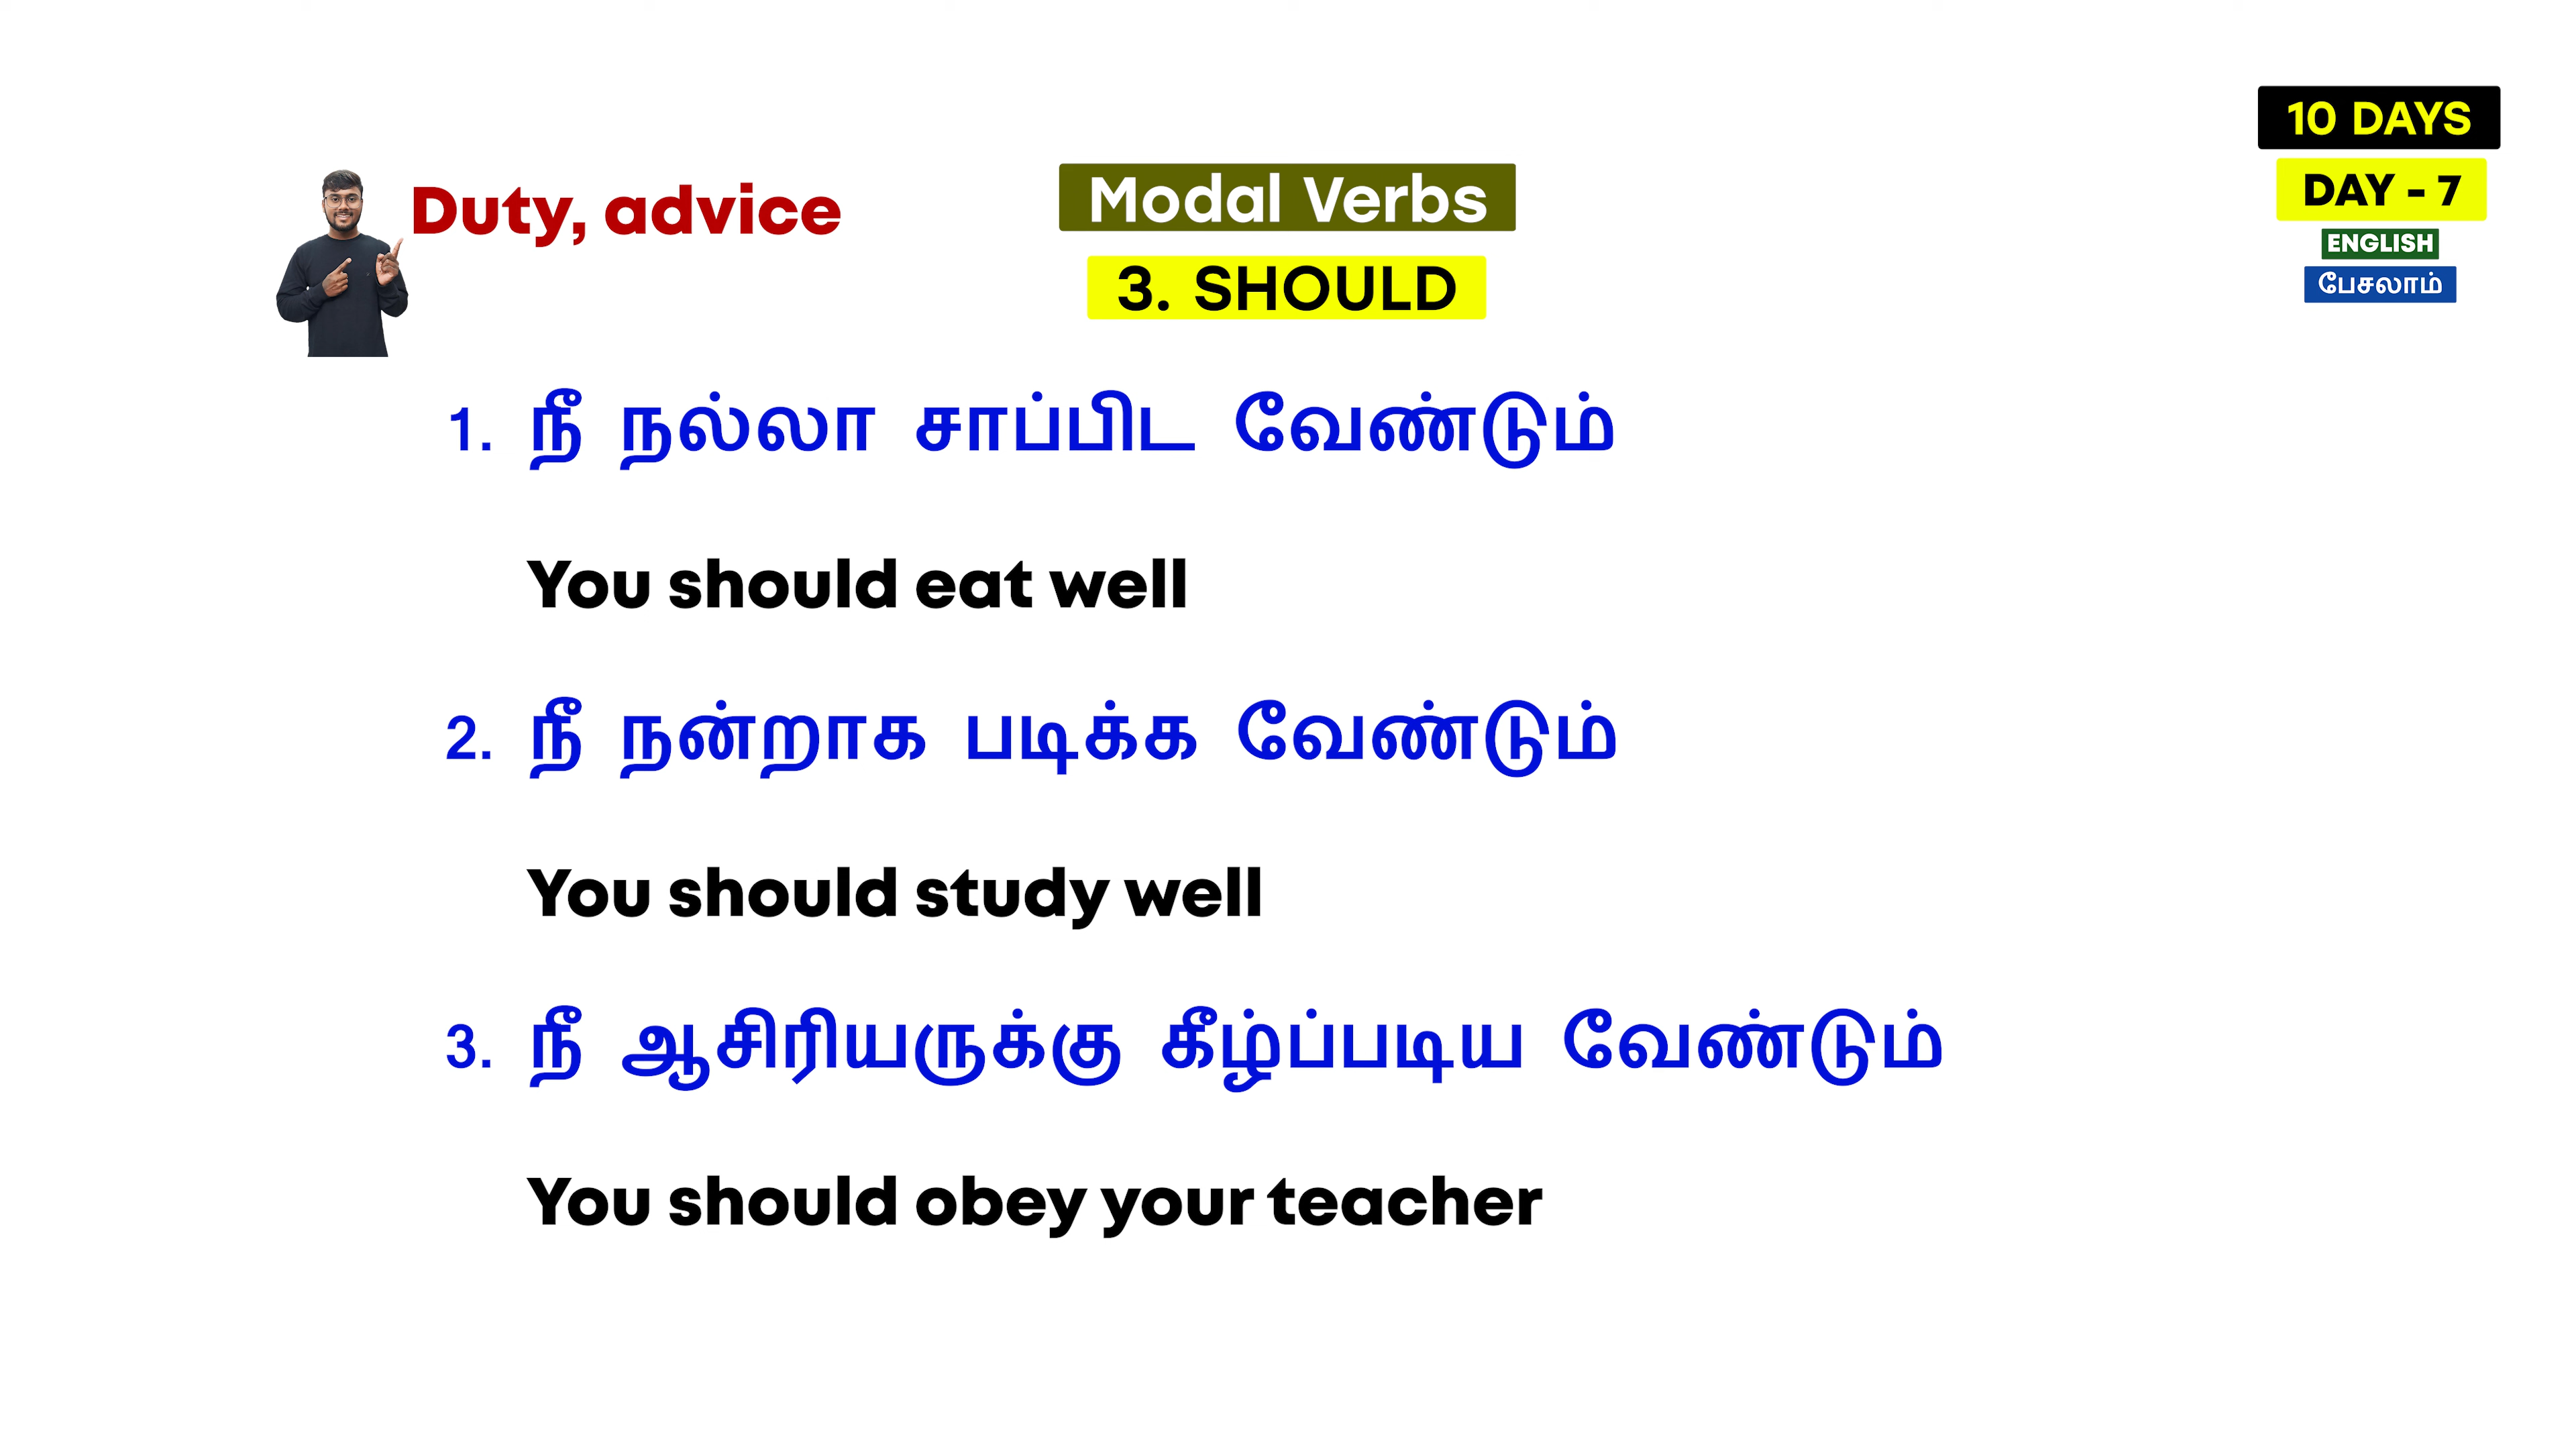 10 DAYS
DAY - 7
ENGLISH
பேசலாம்
Duty, advice
Modal Verbs
3. SHOULD
1. நீ நல்லா சாப்பிட வேண்டும்
You should eat well
2. நீ நன்றாக படிக்க வேண்டும்
You should study well
3. நீ ஆசிரியருக்கு கீழ்ப்படிய வேண்டும்
You should obey your teacher